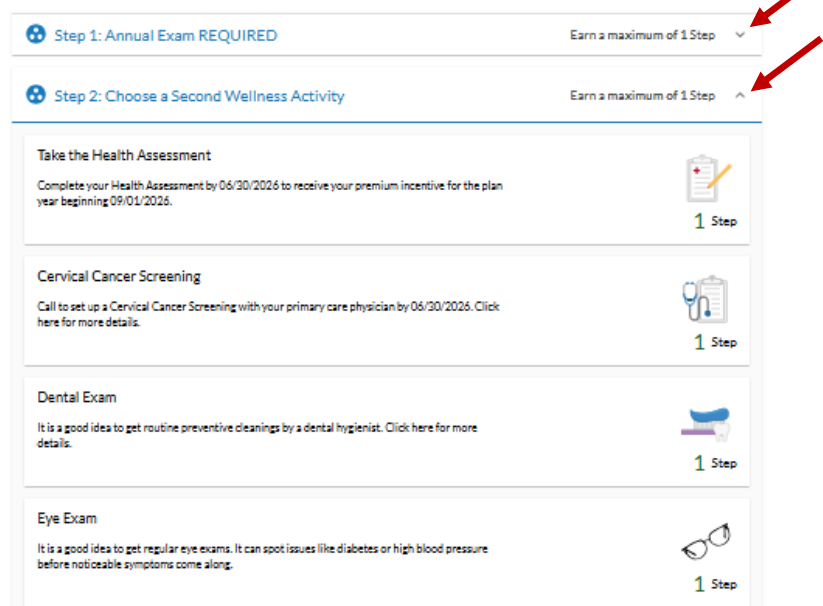 Step 1: Annual Exam REQUIRED Earn a maximum of 1 Step
Step 2: Choose a Second Wellness Activity Earn a maximum of 1 Step
Take the Health Assessment
Complete your Health Assessment by 06/30/2026 to receive your premium incentive for the plan
year beginning 09/01/2026.
1 Step
Cervical Cancer Screening
Call to set up a Cervical Cancer Screening with your primary care physician by 06/30/2026. Click
here for more details.
1 Step
Dental Exam
It is a good idea to get routine preventive cleanings by a dental hygienist. Click here for more
details.
1 Step
Eye Exam
It is a good idea to get regular eye exams. It can spot issues like diabetes or high blood pressure
before noticeable symptoms come along.
1 Step